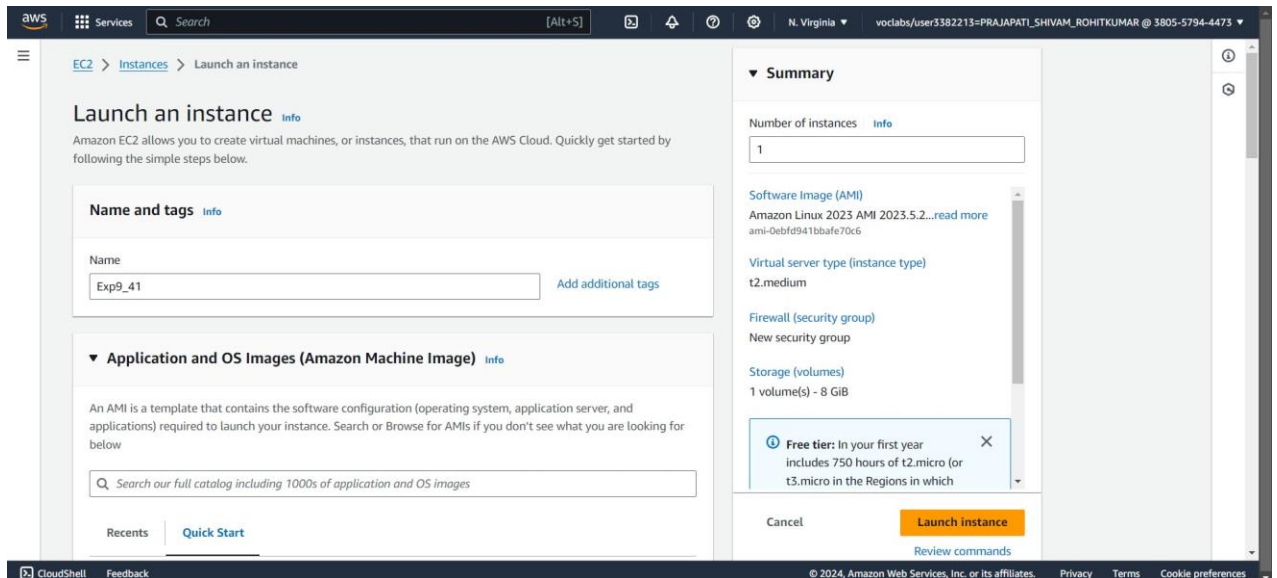 aws
Services
Search
[Alt+S]
N. Virginia
voclabs/user3382213=PRAJAPATI_SHIVAM_ROHITKUMAR @ 3805-5794-4473
EC2 > Instances > Launch an instance
Launch an instance Info
Amazon EC2 allows you to create virtual machines, or instances, that run on the AWS Cloud. Quickly get started by
following the simple steps below.
Name and tags Info
Name
Exp9_41
Add additional tags
Application and OS Images (Amazon Machine Image) Info
An AMI is a template that contains the software configuration (operating system, application server, and
applications) required to launch your instance. Search or Browse for AMIs if you don't see what you are looking for
below
Search our full catalog including 1000s of application and OS images
Recents
Quick Start
Summary
Number of instances Info
1
Software Image (AMI)
Amazon Linux 2023 AMI 2023.5.2...read more
ami-0ebfd941bbafe70c6
Virtual server type (instance type)
t2.medium
Firewall (security group)
New security group
Storage (volumes)
1 volume(s) - 8 GiB
Free tier: In your first year
includes 750 hours of t2.micro (or
t3.micro in the Regions in which
Cancel
Launch instance
Review commands
CloudShell
Feedback
© 2024, Amazon Web Services, Inc. or its affiliates.
Privacy
Terms
Cookie preferences